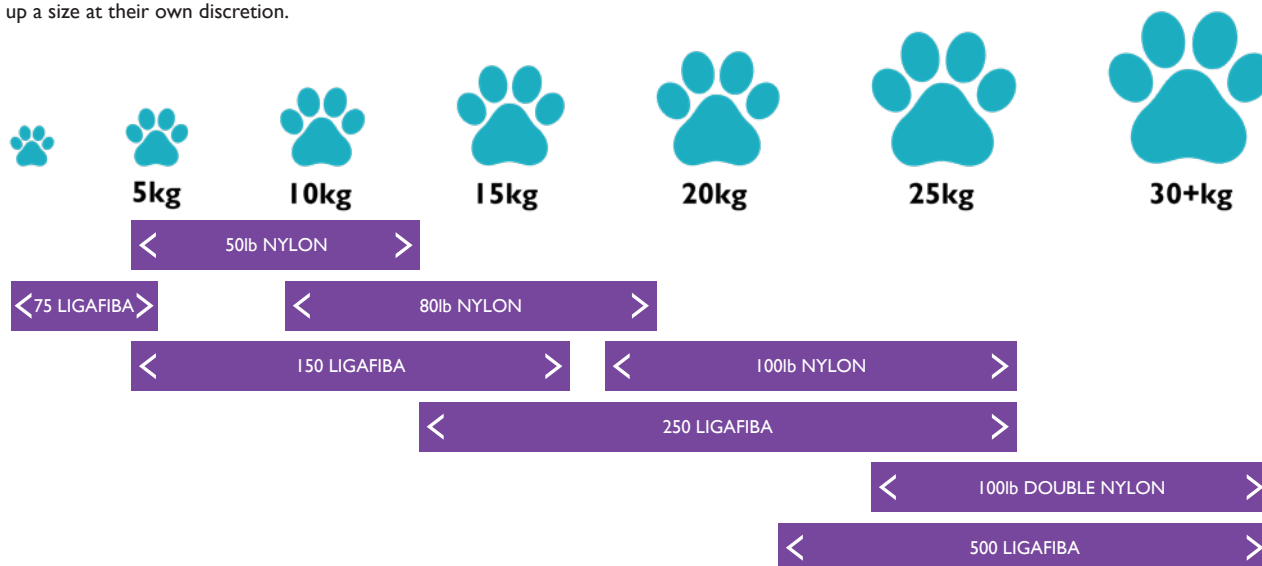 up a size at their own discretion.
5kg 10kg 15kg 20kg 25kg 30+kg
50lb NYLON
75 LIGAFIBA 80lb NYLON
150 LIGAFIBA 100lb NYLON
250 LIGAFIBA
100lb DOUBLE NYLON
500 LIGAFIBA